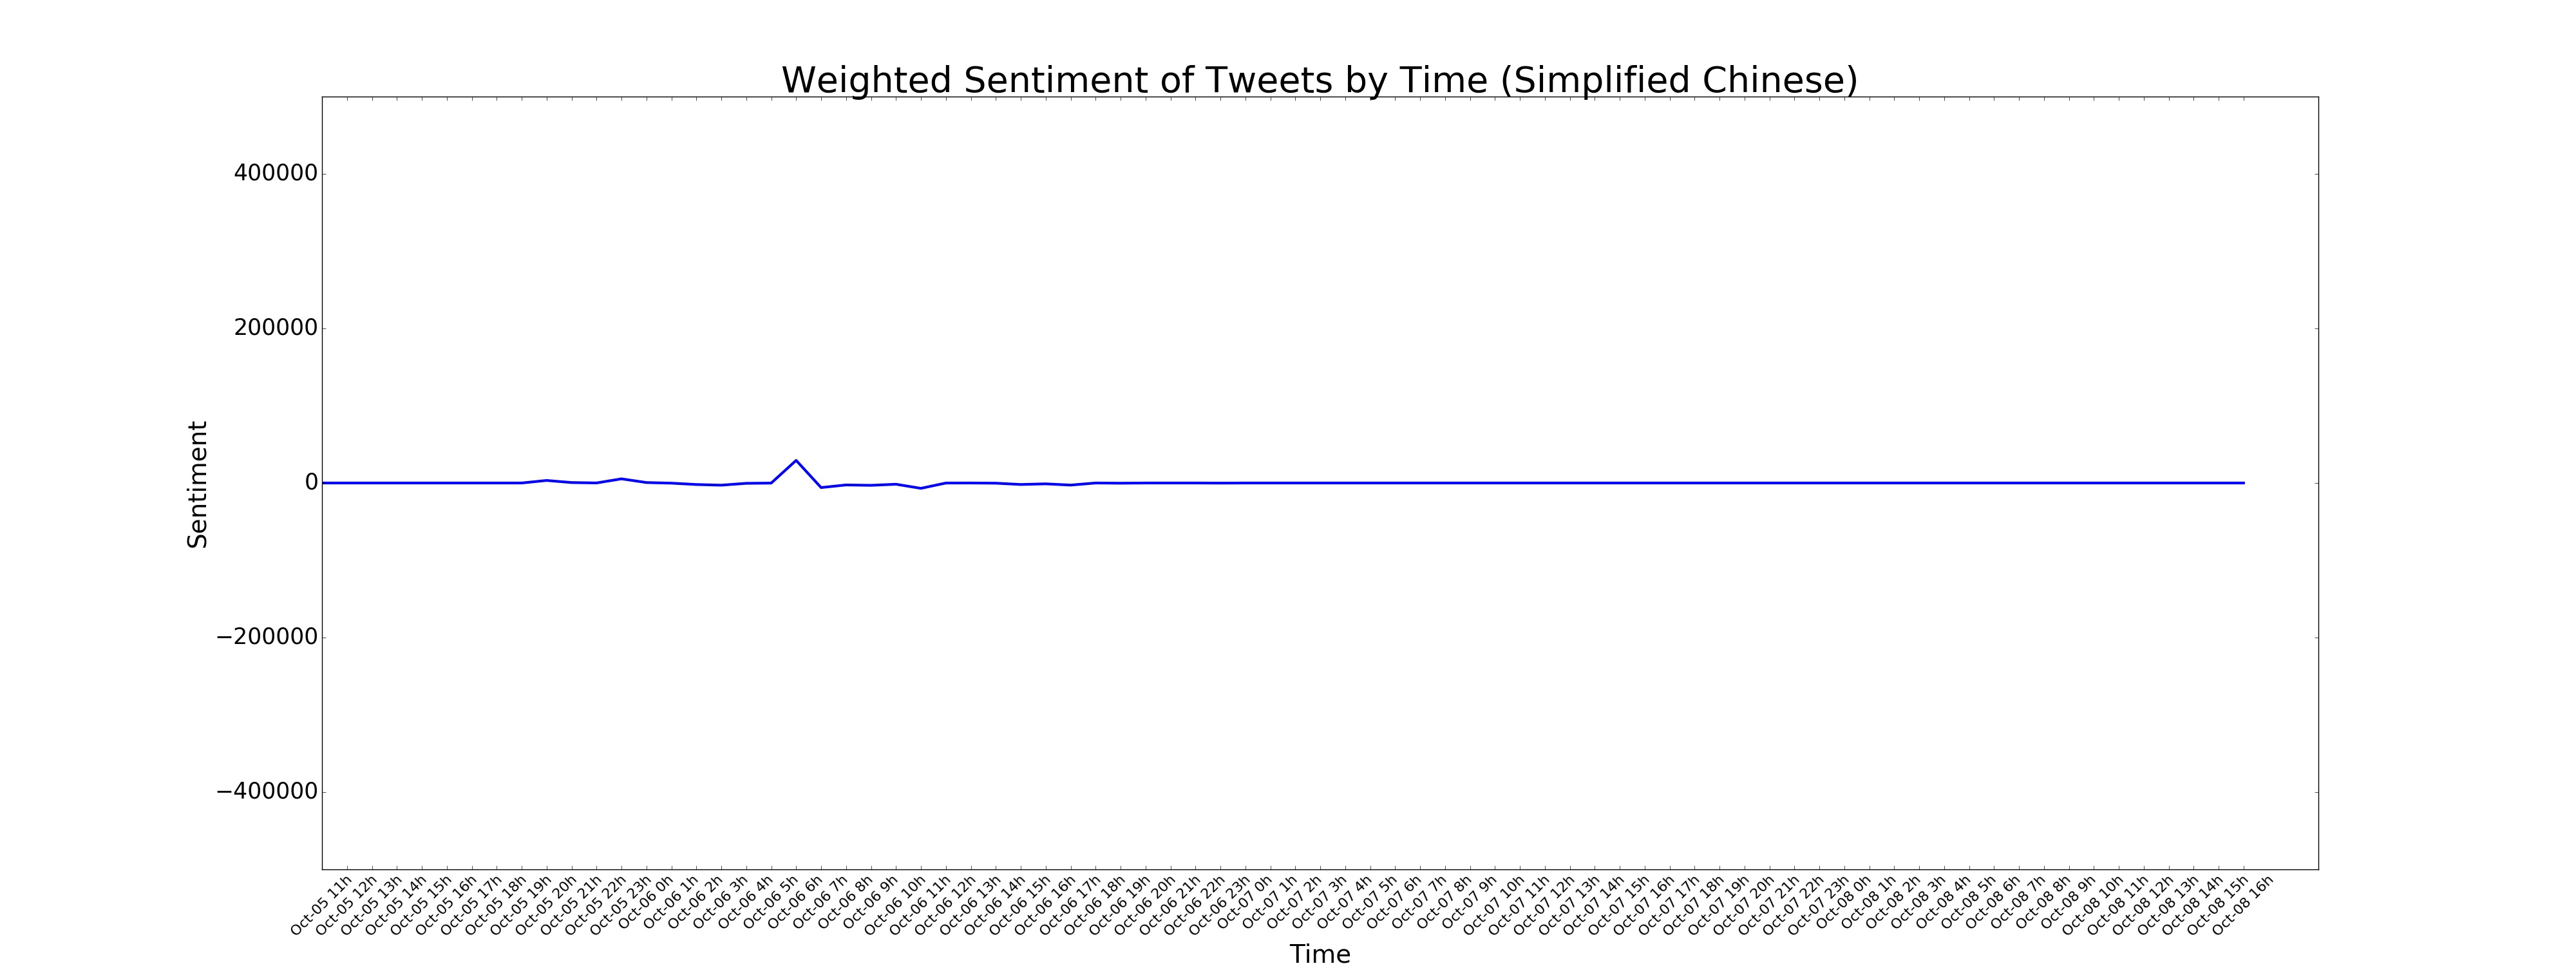 Weighted Sentiment of Tweets by Time (Simplified Chinese)
400000
200000
0
−200000
−400000
Sentiment
Oct-05 11h
Oct-05 12h
Oct-05 13h
Oct-05 14h
Oct-05 15h
Oct-05 16h
Oct-05 17h
Oct-05 18h
Oct-05 19h
Oct-05 20h
Oct-05 21h
Oct-05 22h
Oct-05 23h
Oct-06 0h
Oct-06 1h
Oct-06 2h
Oct-06 3h
Oct-06 4h
Oct-06 5h
Oct-06 6h
Oct-06 7h
Oct-06 8h
Oct-06 9h
Oct-06 10h
Oct-06 11h
Oct-06 12h
Oct-06 13h
Oct-06 14h
Oct-06 15h
Oct-06 16h
Oct-06 17h
Oct-06 18h
Oct-06 19h
Oct-06 20h
Oct-06 21h
Oct-06 22h
Oct-06 23h
Oct-07 0h
Oct-07 1h
Oct-07 2h
Oct-07 3h
Oct-07 4h
Oct-07 5h
Oct-07 6h
Oct-07 7h
Oct-07 8h
Oct-07 9h
Oct-07 10h
Oct-07 11h
Oct-07 12h
Oct-07 13h
Oct-07 14h
Oct-07 15h
Oct-07 16h
Oct-07 17h
Oct-07 18h
Oct-07 19h
Oct-07 20h
Oct-07 21h
Oct-07 22h
Oct-07 23h
Oct-08 0h
Oct-08 1h
Oct-08 2h
Oct-08 3h
Oct-08 4h
Oct-08 5h
Oct-08 6h
Oct-08 7h
Oct-08 8h
Oct-08 9h
Oct-08 10h
Oct-08 11h
Oct-08 12h
Oct-08 13h
Oct-08 14h
Oct-08 15h
Oct-08 16h
Time